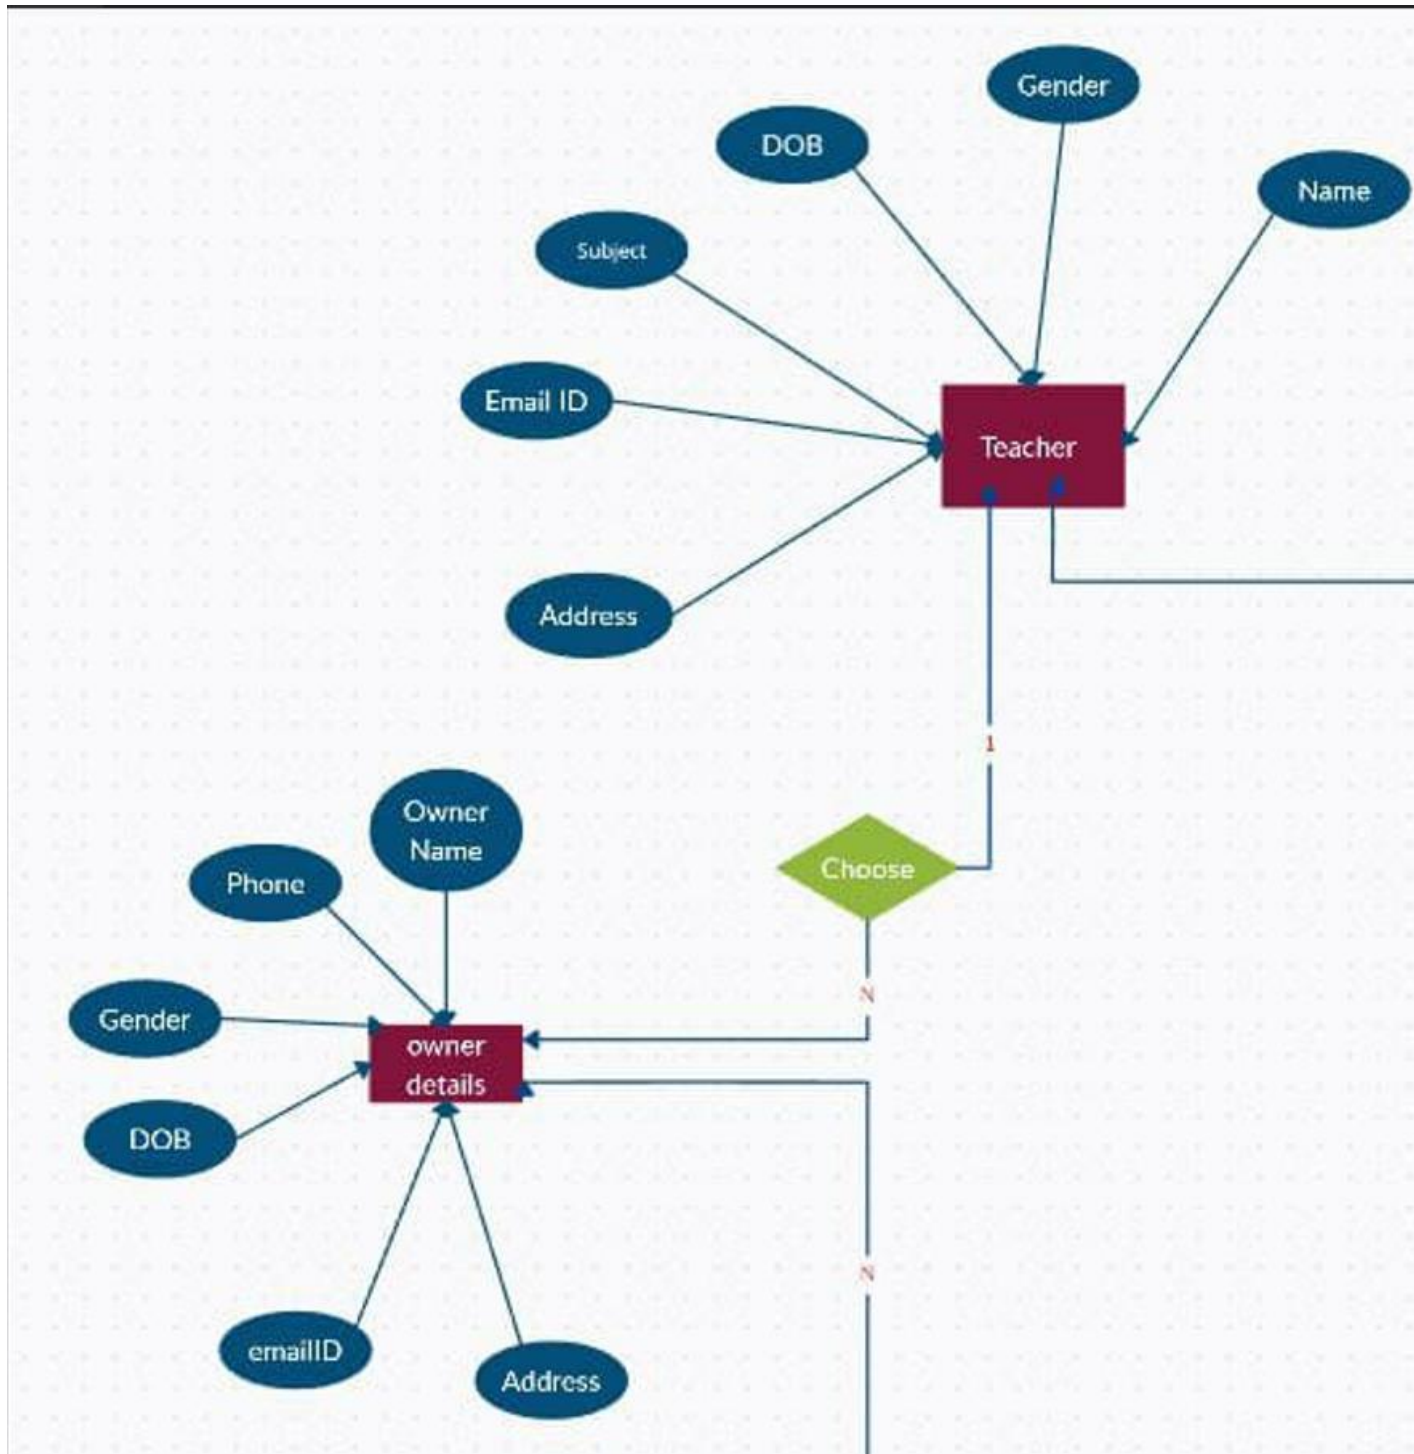 Gender
DOB
Name
Subject
Email ID
Teacher
Address
1
Owner
Name
Phone
Choose
N
Gender
owner
details
DOB
N
emailID
Address